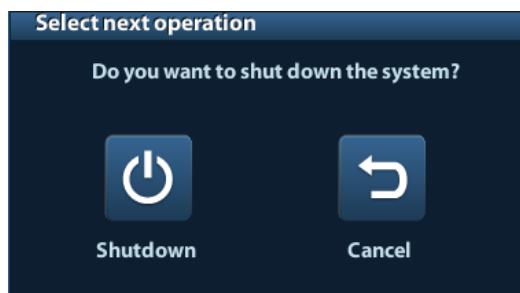 Select next operation
Do you want to shut down the system?
Shutdown
Cancel